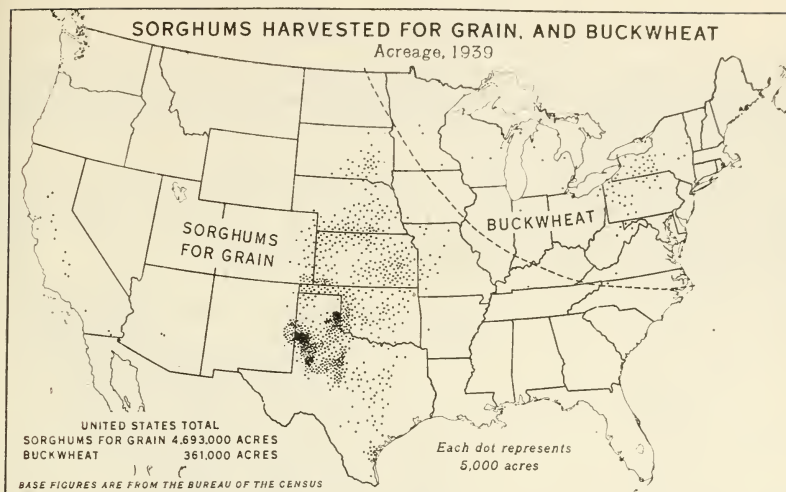 SORGHUMS HARVESTED FOR GRAIN, AND BUCKWHEAT
Acreage, 1939
SORGHUMS
FOR GRAIN
BUCKWHEAT
UNITED STATES TOTAL
SORGHUMS FOR GRAIN 4,693,000 ACRES
BUCKWHEAT 361,000 ACRES
Each dot represents
5,000 acres
BASE FIGURES ARE FROM THE BUREAU OF THE CENSUS